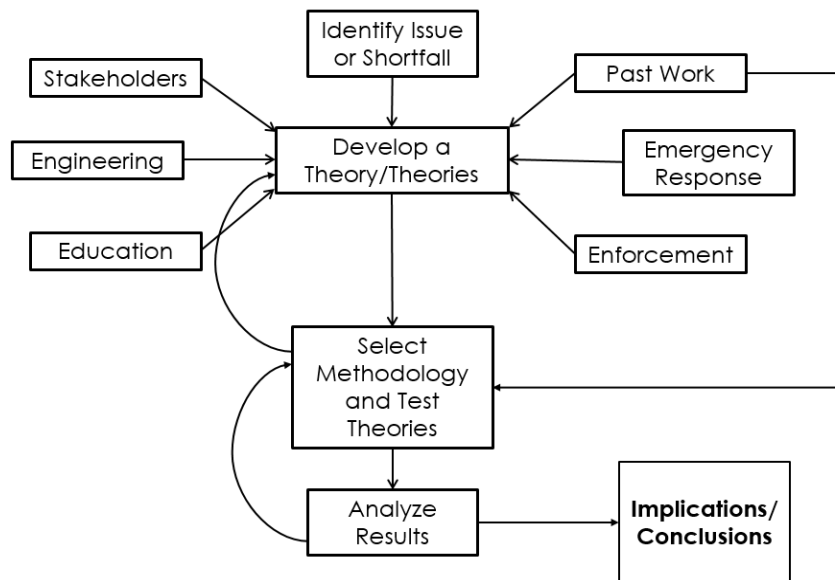 Identify Issue
or Shortfall
Stakeholders
Past Work
Engineering
Develop a
Theory/Theories
Emergency
Response
Education
Enforcement
Select
Methodology
and Test
Theories
Analyze
Results
Implications/
Conclusions